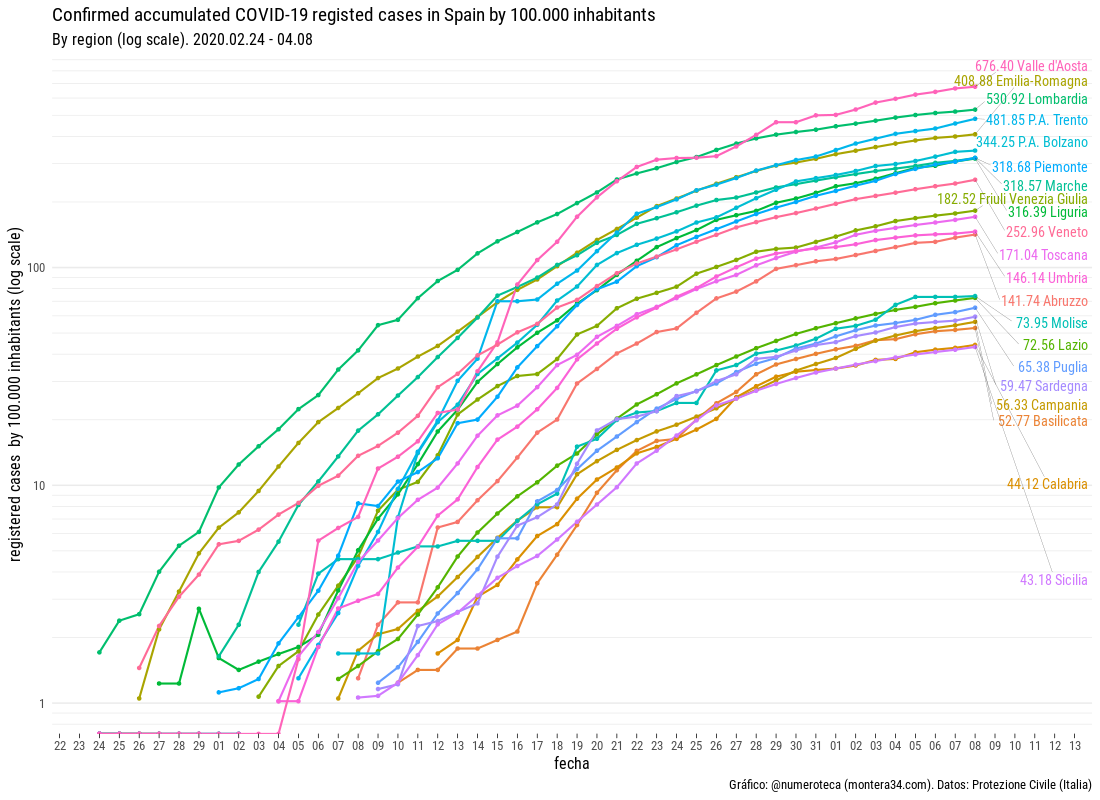 Confirmed accumulated COVID-19 registed cases in Spain by 100.000 inhabitants
By region (log scale). 2020.02.24 - 04.08
registered cases by 100.000 inhabitants (log scale)
100
10
1
676.40 Valle d'Aosta
408.88 Emilia-Romagna
530.92 Lombardia
481.85 P.A. Trento
344.25 P.A. Bolzano
318.68 Piemonte
318.57 Marche
182.52 Friuli Venezia Giulia
316.39 Liguria
252.96 Veneto
171.04 Toscana
146.14 Umbria
141.74 Abruzzo
73.95 Molise
72.56 Lazio
65.38 Puglia
59.47 Sardegna
56.33 Campania
52.77 Basilicata
44.12 Calabria
43.18 Sicilia
22 23 24 25 26 27 28 29 01 02 03 04 05 06 07 08 09 10 11 12 13 14 15 16 17 18 19 20 21 22 23 24 25 26 27 28 29 30 31 01 02 03 04 05 06 07 08 09 10 11 12 13
fecha
Gráfico: @numeroteca (montera34.com). Datos: Protezione Civile (Italia)